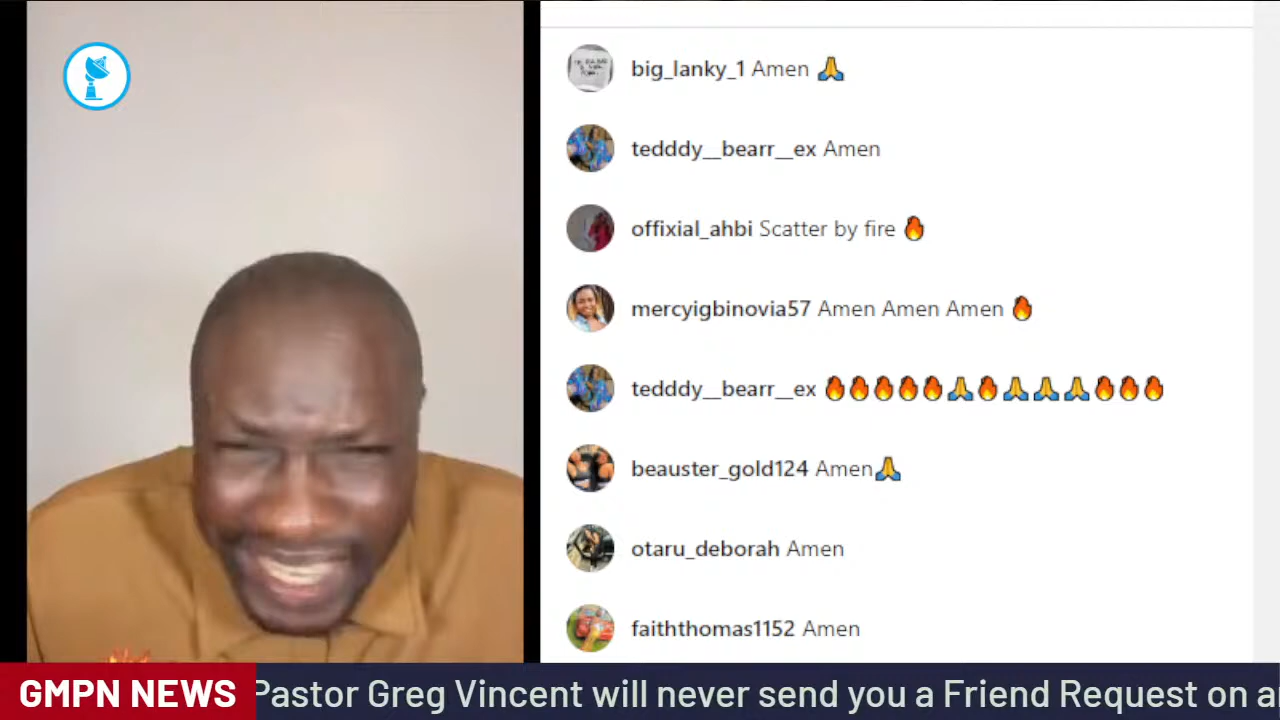 big_lanky_1 Amen 🙏
tedddy__bearr__ex Amen
offixial_ahbi Scatter by fire 🔥
mercyigbinovia57 Amen Amen Amen 🔥
tedddy__bearr__ex 🔥🔥🔥🔥🔥🙏🔥🙏🙏🙏🔥🔥🔥
beauster_gold124 Amen🙏
otaru_deborah Amen
faiththomas1152 Amen
GMPN NEWS Pastor Greg Vincent will never send you a Friend Request on